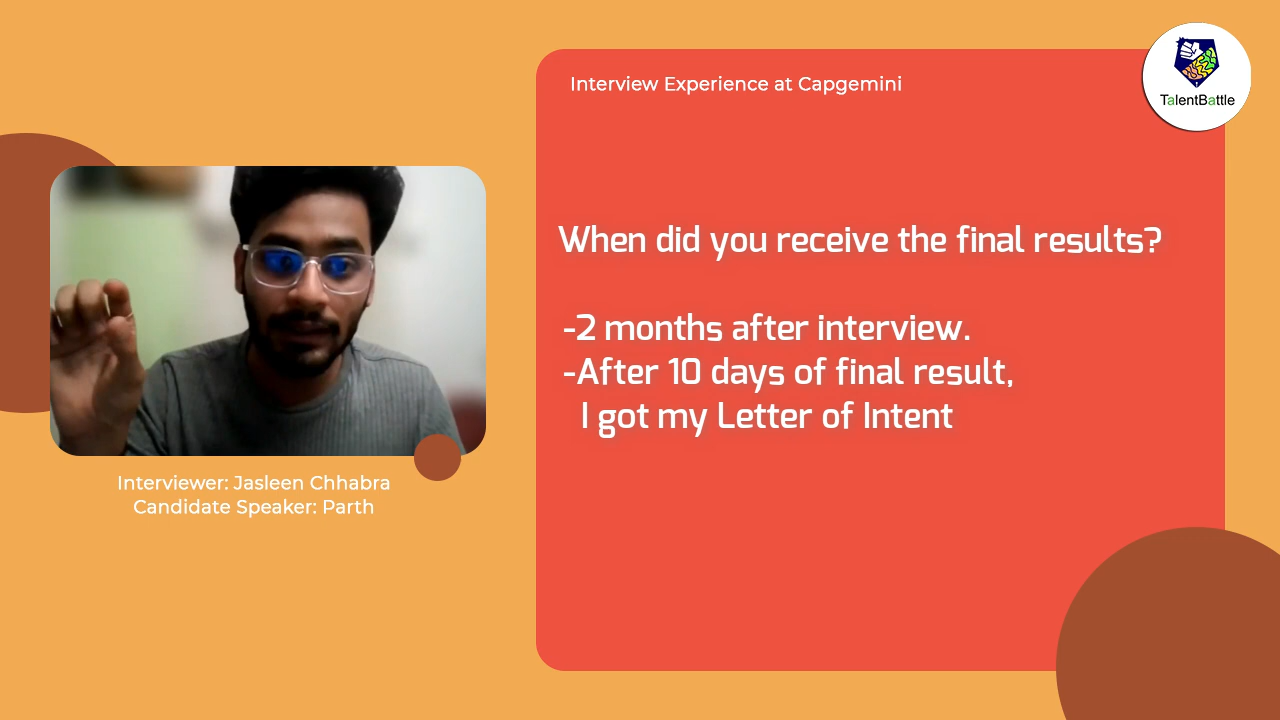 Interview Experience at Capgemini
TalentBattle
When did you receive the final results?
-2 months after interview.
-After 10 days of final result,
I got my Letter of Intent
Interviewer: Jasleen Chhabra
Candidate Speaker: Parth